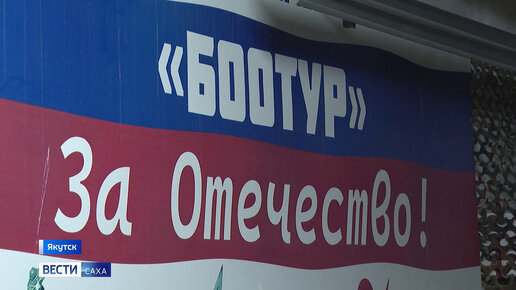 «БООТУР»
За Отечество!
Якутск
ВЕСТИ САХА